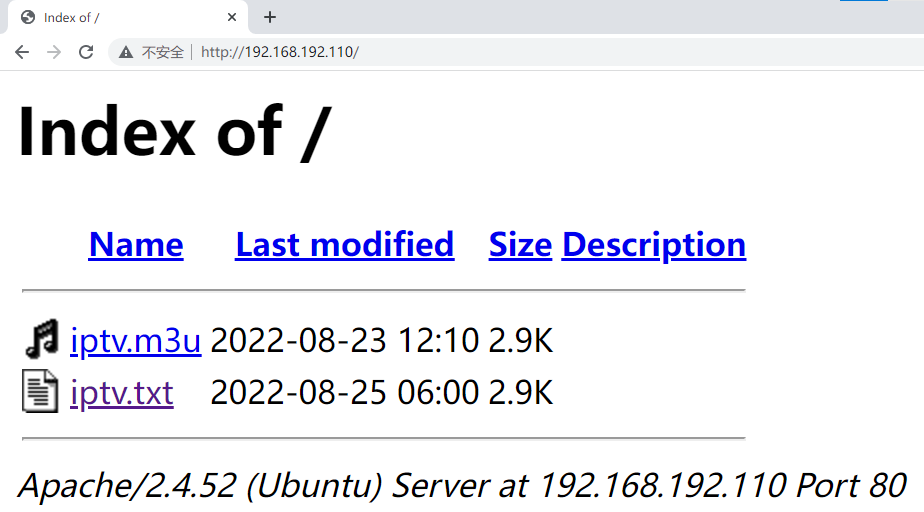 Index of /
不安全 http://192.168.192.110/
Index of /
Name Last modified Size Description
iptv.m3u 2022-08-23 12:10 2.9K
iptv.txt 2022-08-25 06:00 2.9K
Apache/2.4.52 (Ubuntu) Server at 192.168.192.110 Port 80